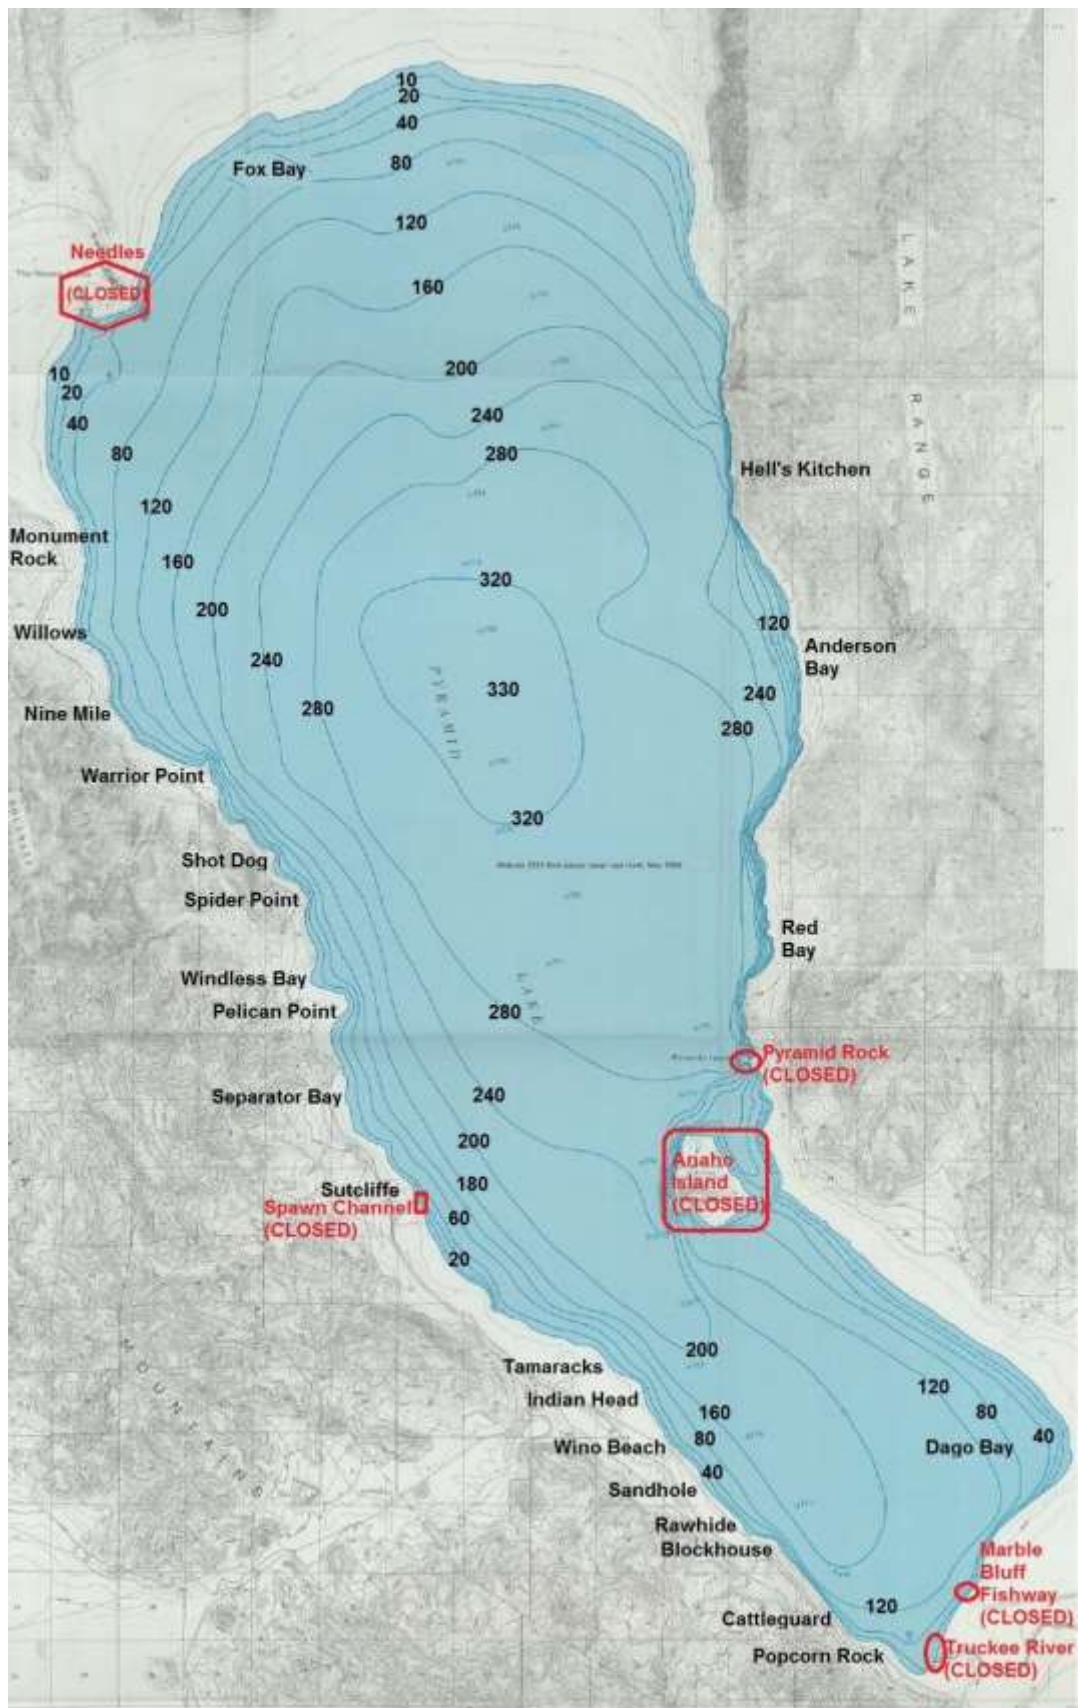 10
20
40
Fox Bay
80
120
Needles
(CLOSED)
160
LAKE
RANGE
200
10
20
240
40
280
80
Hell's Kitchen
120
Monument
Rock
160
320
200
120
Willows
Anderson
Bay
240
330
240
280
Nine Mile
280
PYRAMID
Warrior Point
320
Shot Dog
Spider Point
Red
Bay
Windless Bay
LAKE
Pelican Point
280
Pyramid Rock
(CLOSED)
Separator Bay
240
200
Anaho
Island
(CLOSED)
Sutcliffe
180
Spawn Channel
(CLOSED)
60
20
200
Tamaracks
MOUNTAINS
Indian Head
120
160
80
Wino Beach
80
Dago Bay
40
40
Sandhole
Rawhide
Blockhouse
Marble
Bluff
Fishway
(CLOSED)
120
Cattleguard
Popcorn Rock
Truckee River
(CLOSED)